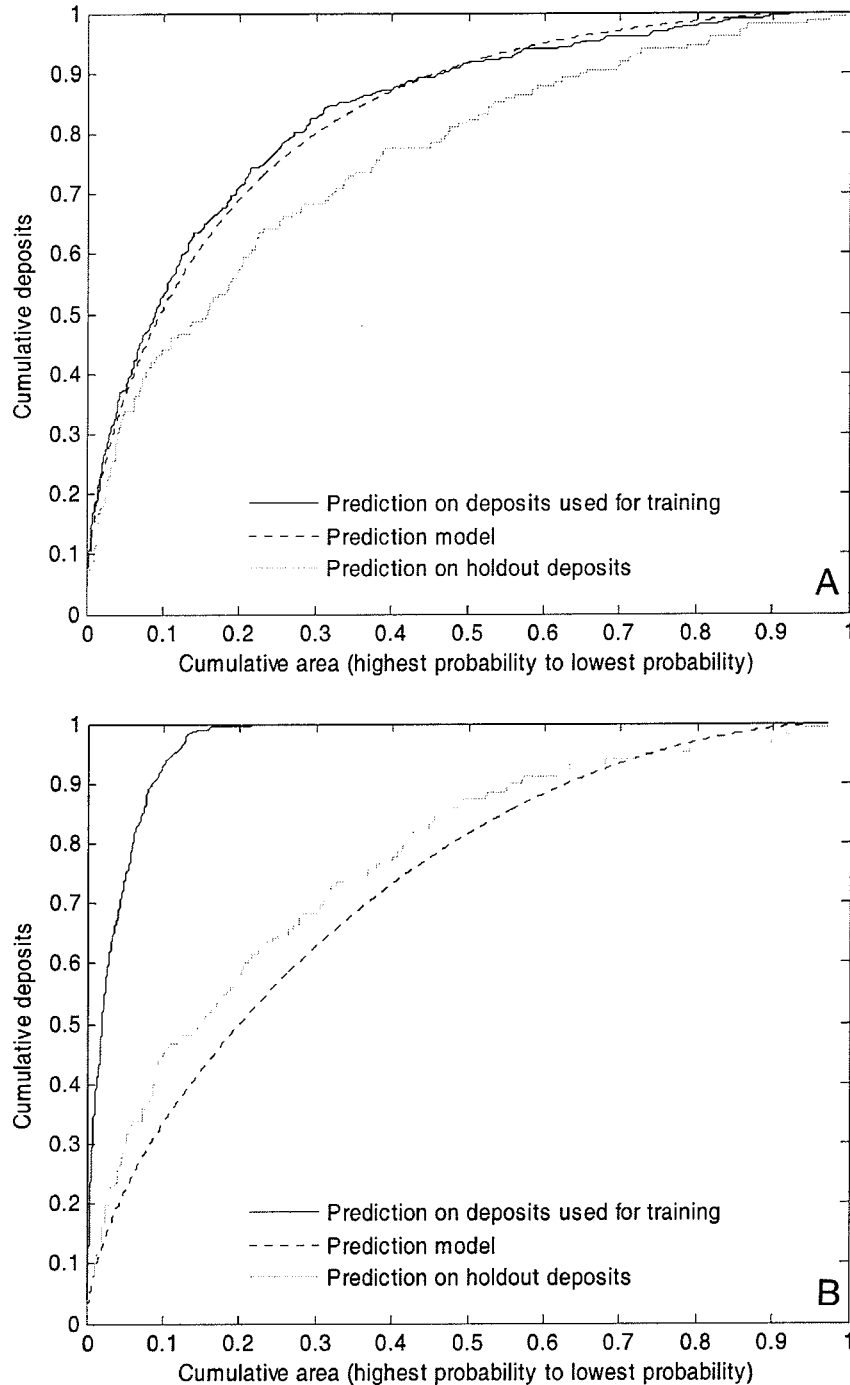 1
0.9
0.8
0.7
0.6
0.5
0.4
0.3
0.2
0.1
0
Cumulative deposits
Prediction on deposits used for training
Prediction model
Prediction on holdout deposits
A
0 0.1 0.2 0.3 0.4 0.5 0.6 0.7 0.8 0.9 1
Cumulative area (highest probability to lowest probability)
1
0.9
0.8
0.7
0.6
0.5
0.4
0.3
0.2
0.1
0
Cumulative deposits
Prediction on deposits used for training
Prediction model
Prediction on holdout deposits
B
0 0.1 0.2 0.3 0.4 0.5 0.6 0.7 0.8 0.9 1
Cumulative area (highest probability to lowest probability)